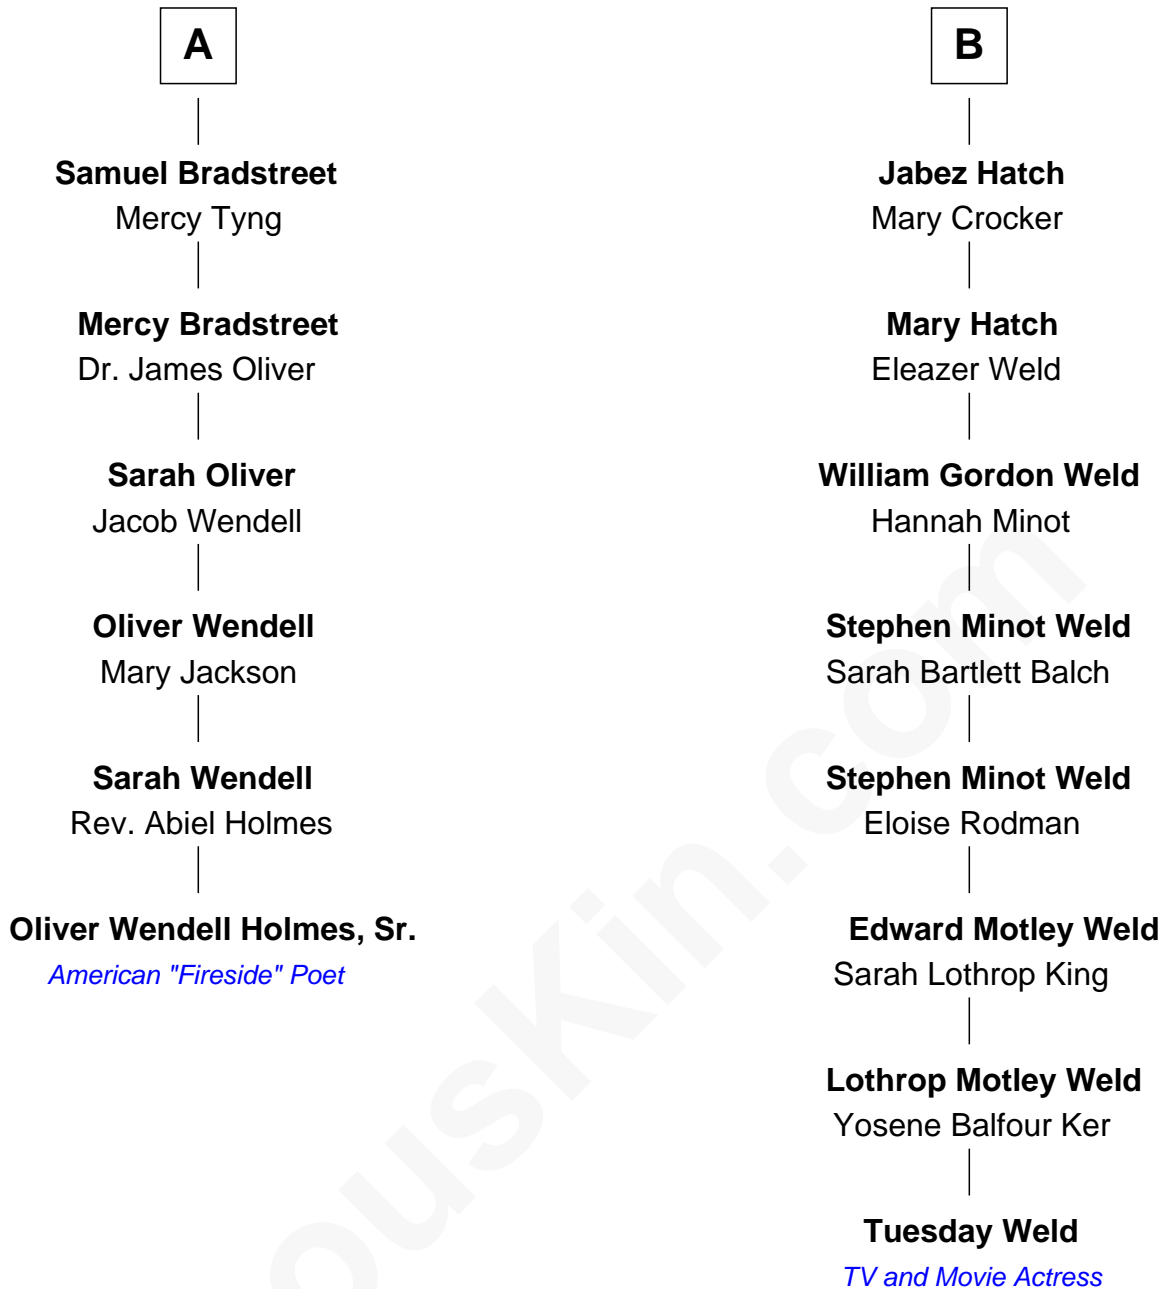 A
Samuel Bradstreet
Mercy Tyng
Mercy Bradstreet
Dr. James Oliver
Sarah Oliver
Jacob Wendell
Oliver Wendell
Mary Jackson
Sarah Wendell
Rev. Abiel Holmes
Oliver Wendell Holmes, Sr.
American "Fireside" Poet
B
Jabez Hatch
Mary Crocker
Mary Hatch
Eleazer Weld
William Gordon Weld
Hannah Minot
Stephen Minot Weld
Sarah Bartlett Balch
Stephen Minot Weld
Eloise Rodman
Edward Motley Weld
Sarah Lothrop King
Lothrop Motley Weld
Yosene Balfour Ker
Tuesday Weld
TV and Movie Actress
ouskin.com